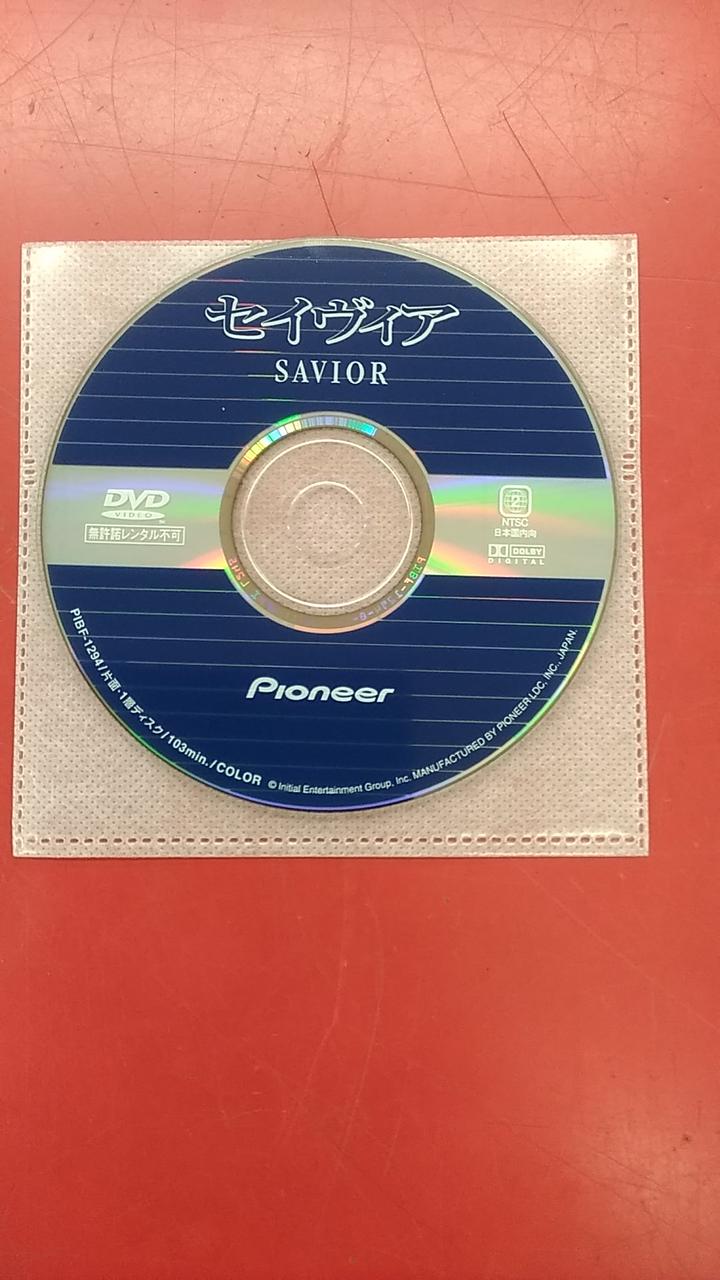 セイヴィア
SAVIOR
DVD
VIDEO
無許諾レンタル不可
2
NTSC
日本国内向
DOLBY
DIGITAL
Pioneer
PIBF-1294/片面・1層ディスク/103min./COLOR
© Initial Entertainment Group, Inc. MANUFACTURED BY PIONEER LDC, INC., JAPAN.